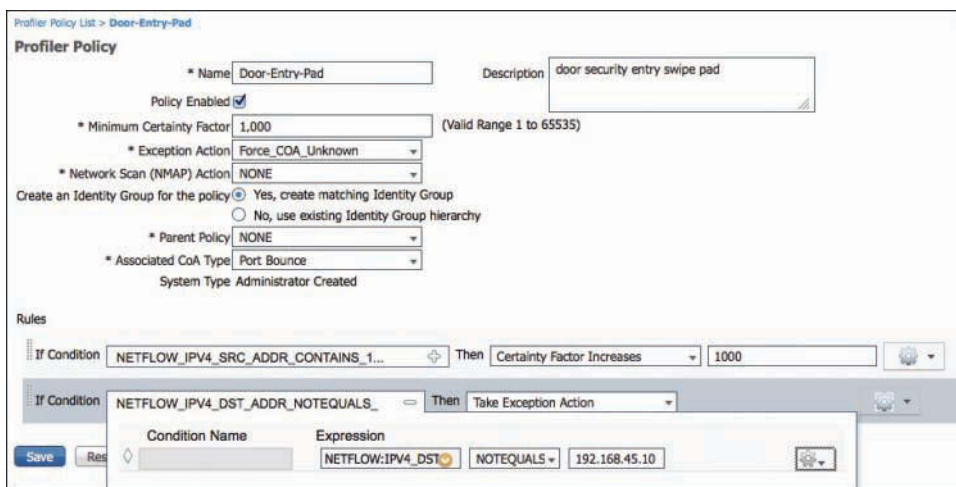 Profiler Policy List > Door-Entry-Pad
Profiler Policy
* Name Door-Entry-Pad
Description door security entry swipe pad
Policy Enabled
* Minimum Certainty Factor 1,000 (Valid Range 1 to 65535)
* Exception Action Force_COA_Unknown
* Network Scan (NMAP) Action NONE
Create an Identity Group for the policy Yes, create matching Identity Group
No, use existing Identity Group hierarchy
* Parent Policy NONE
* Associated CoA Type Port Bounce
System Type Administrator Created
Rules
If Condition NETFLOW_IPV4_SRC_ADDR_CONTAINS_1... Then Certainty Factor Increases 1000
If Condition NETFLOW_IPV4_DST_ADDR_NOTEQUALS_ Then Take Exception Action
Condition Name Expression
NETFLOW:IPV4_DST NOTEQUALS 192.168.45.10
Save Res